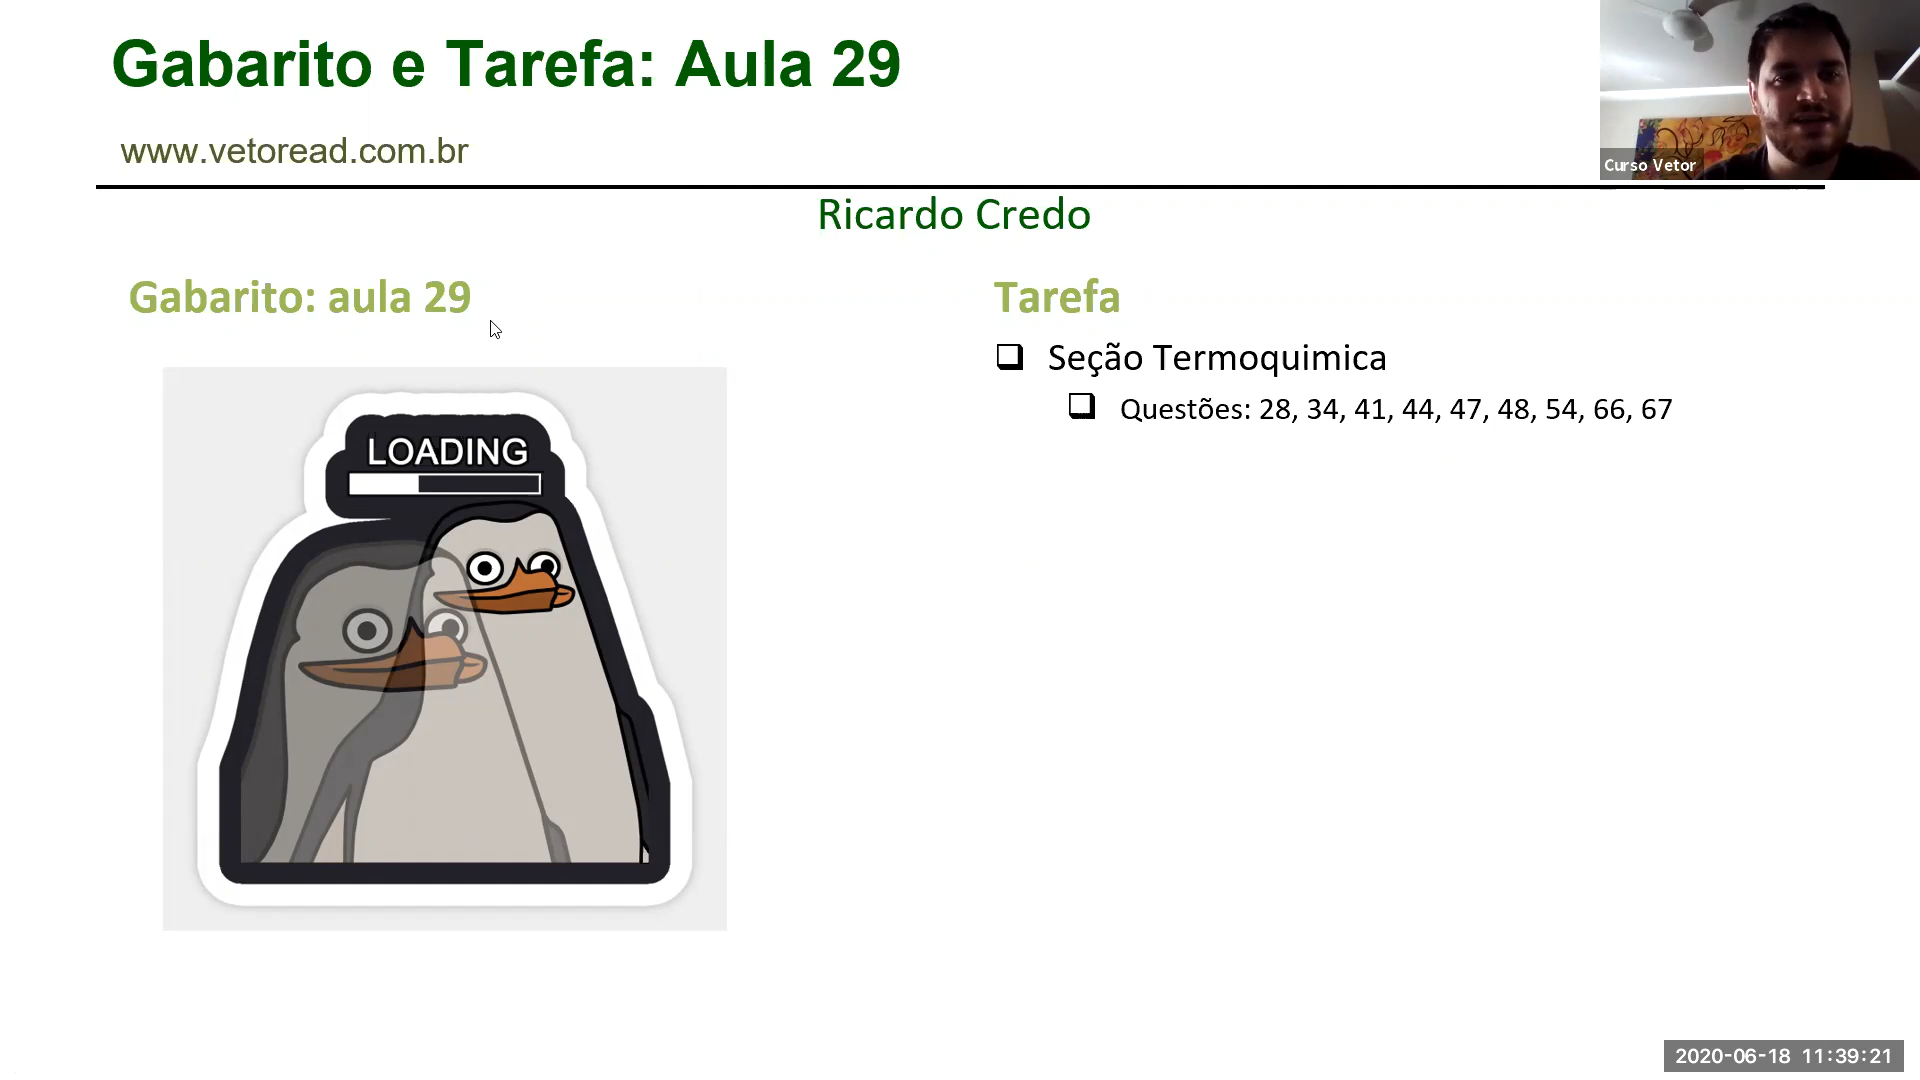 Gabarito e Tarefa: Aula 29
www.vetoread.com.br
Curso Vetor
Ricardo Credo
Gabarito: aula 29
LOADING
Tarefa
Seção Termoquimica
Questões: 28, 34, 41, 44, 47, 48, 54, 66, 67
2020-06-18 11:39:21